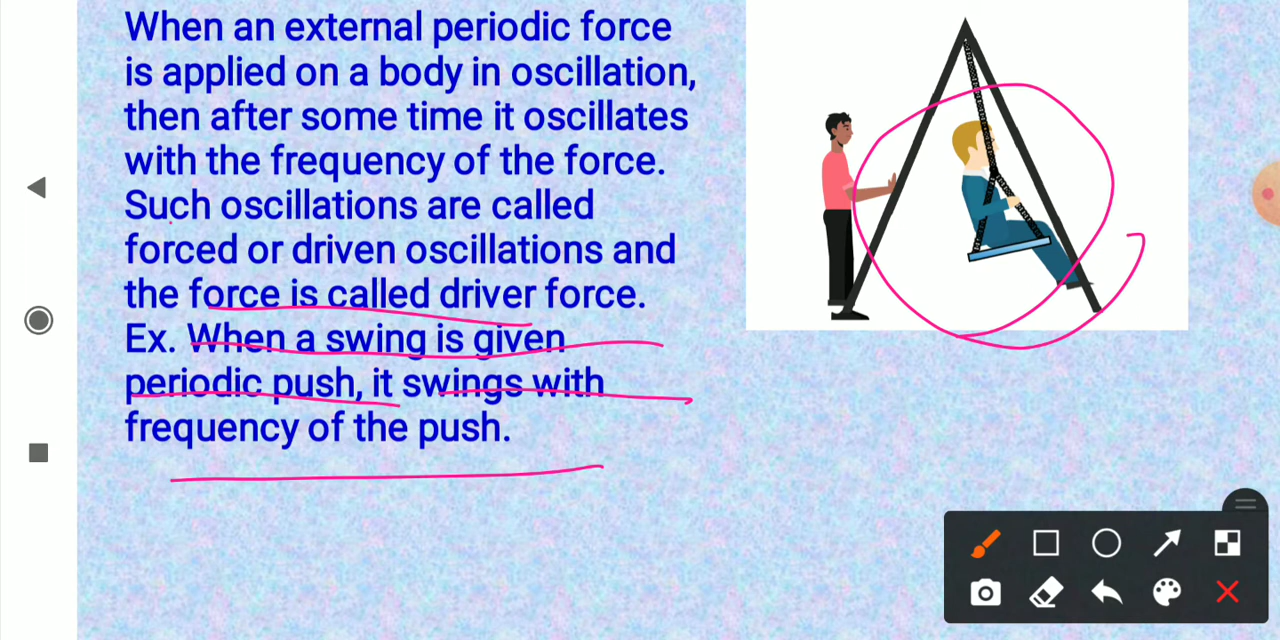 When an external periodic force
is applied on a body in oscillation,
then after some time it oscillates
with the frequency of the force.
Such oscillations are called
forced or driven oscillations and
the force is called driver force.
Ex. When a swing is given
periodic push, it swings with
frequency of the push.